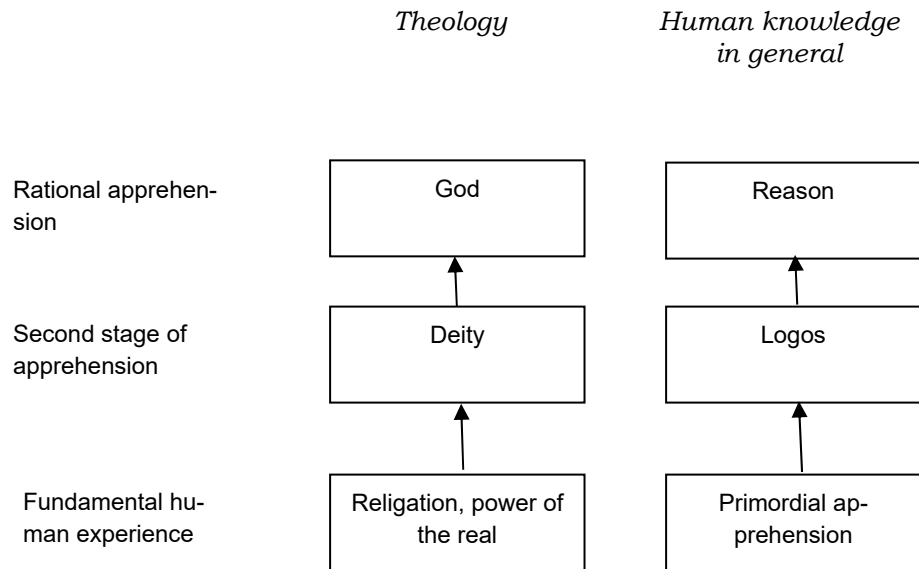 Theology
Human knowledge
in general
Rational apprehen-
sion
God
Reason
Second stage of
apprehension
Deity
Logos
Fundamental hu-
man experience
Religation, power of
the real
Primordial ap-
prehension